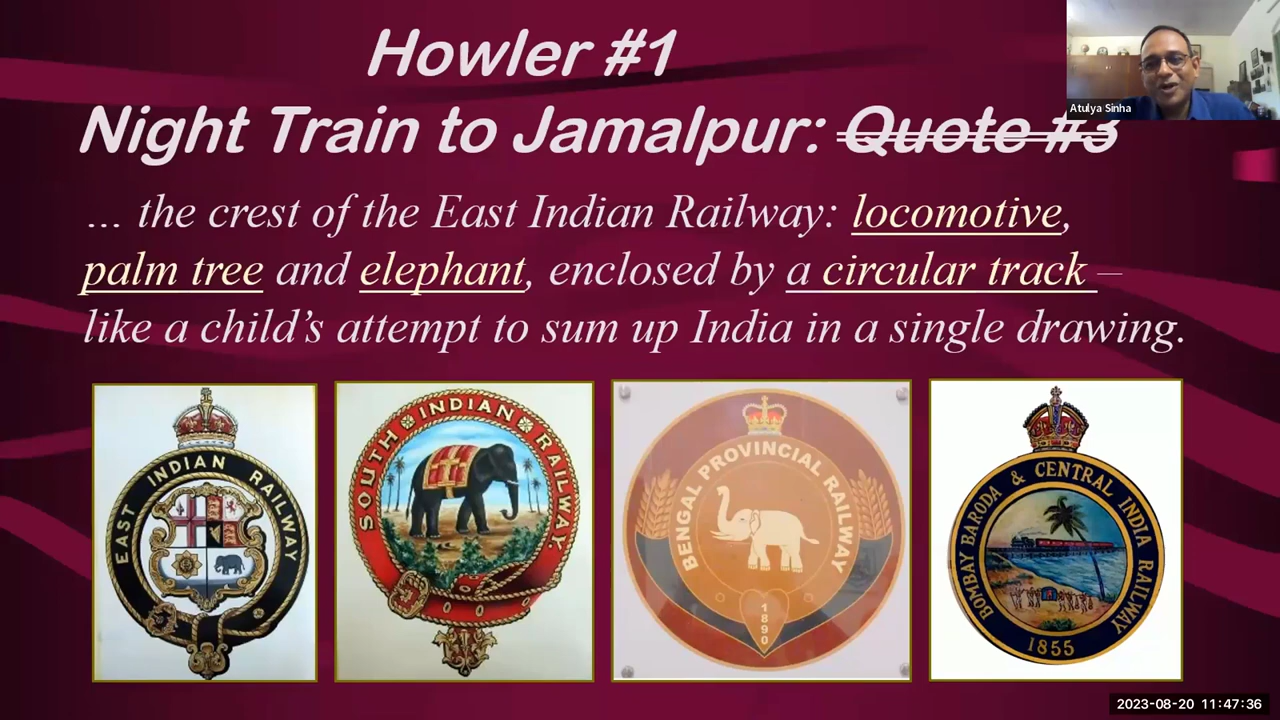 Howler #1
Night Train to Jamalpur: Quote #3
Atulya Sinha
… the crest of the East Indian Railway: locomotive,
palm tree and elephant, enclosed by a circular track –
like a child’s attempt to sum up India in a single drawing.
EAST INDIAN RAILWAY
SOUTH INDIAN RAILWAY
BENGAL PROVINCIAL RAILWAY
1890
BOMBAY BARODA & CENTRAL INDIA RAILWAY
1855
2023-08-20 11:47:36